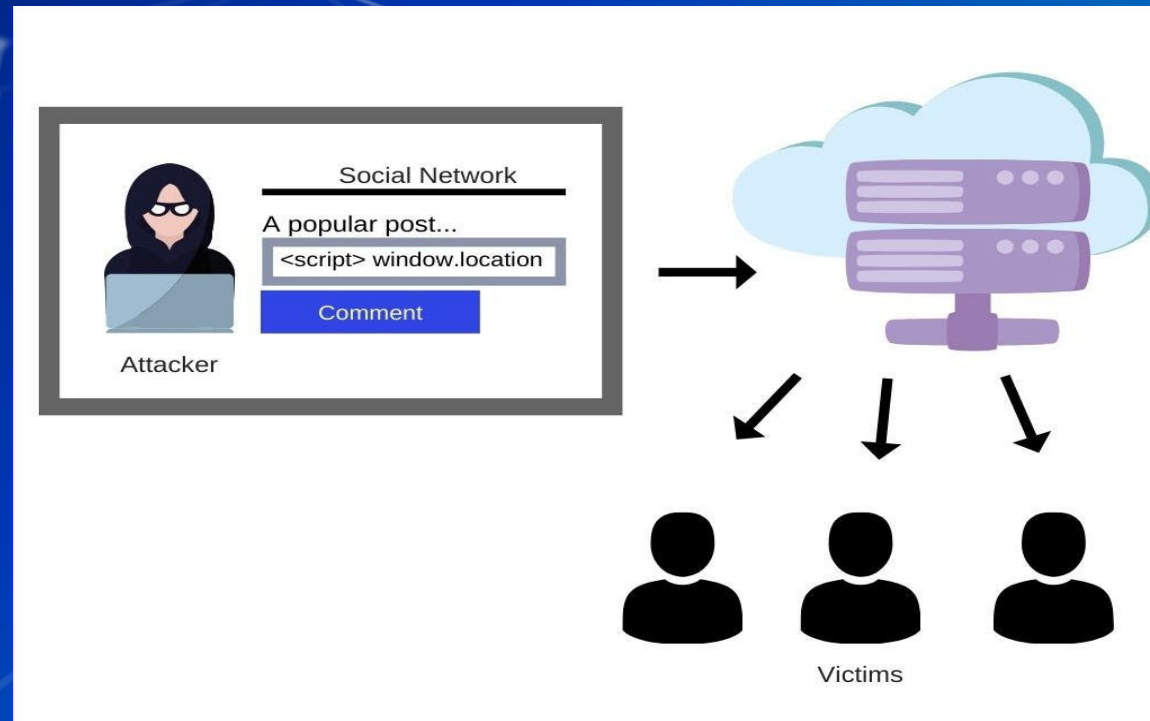 Social Network
A popular post...
<script> window.location
Comment
Attacker
Victims